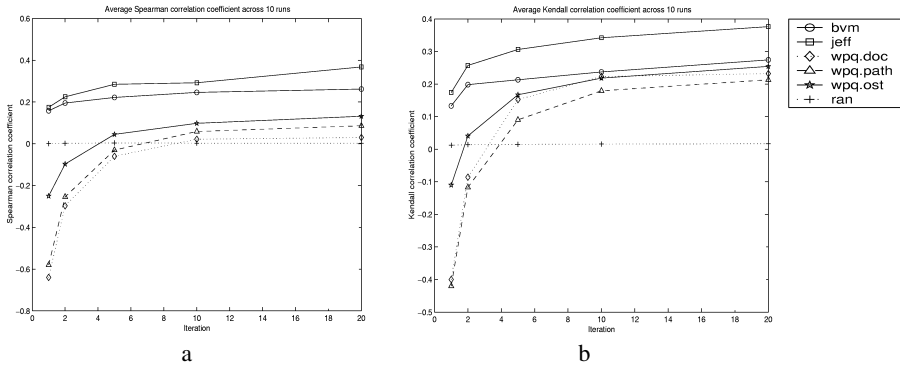 Average Spearman correlation coefficient across 10 runs
0.6
0.4
0.2
0
−0.2
−0.4
−0.6
−0.8
Spearman correlation coefficient
0 2 4 6 8 10 12 14 16 18 20
Iteration
a
Average Kendall correlation coefficient across 10 runs
0.4
0.3
0.2
0.1
0
−0.1
−0.2
−0.3
−0.4
−0.5
Kendall correlation coefficient
0 2 4 6 8 10 12 14 16 18 20
Iteration
b
bvm
jeff
wpq.doc
wpq.path
wpq.ost
ran